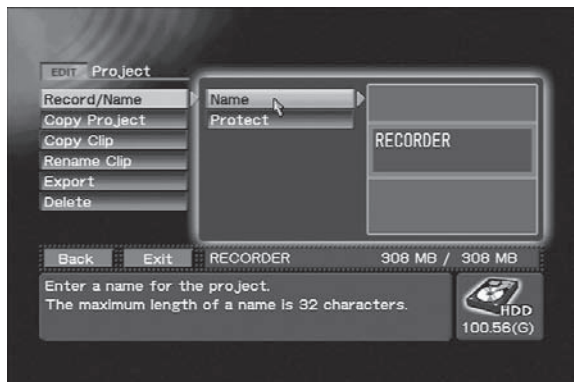 EDIT Project
Record/Name
Copy Project
Copy Clip
Rename Clip
Export
Delete
Name
Protect
RECORDER
Back Exit RECORDER 308 MB / 308 MB
Enter a name for the project.
The maximum length of a name is 32 characters.
HDD
100.56(G)